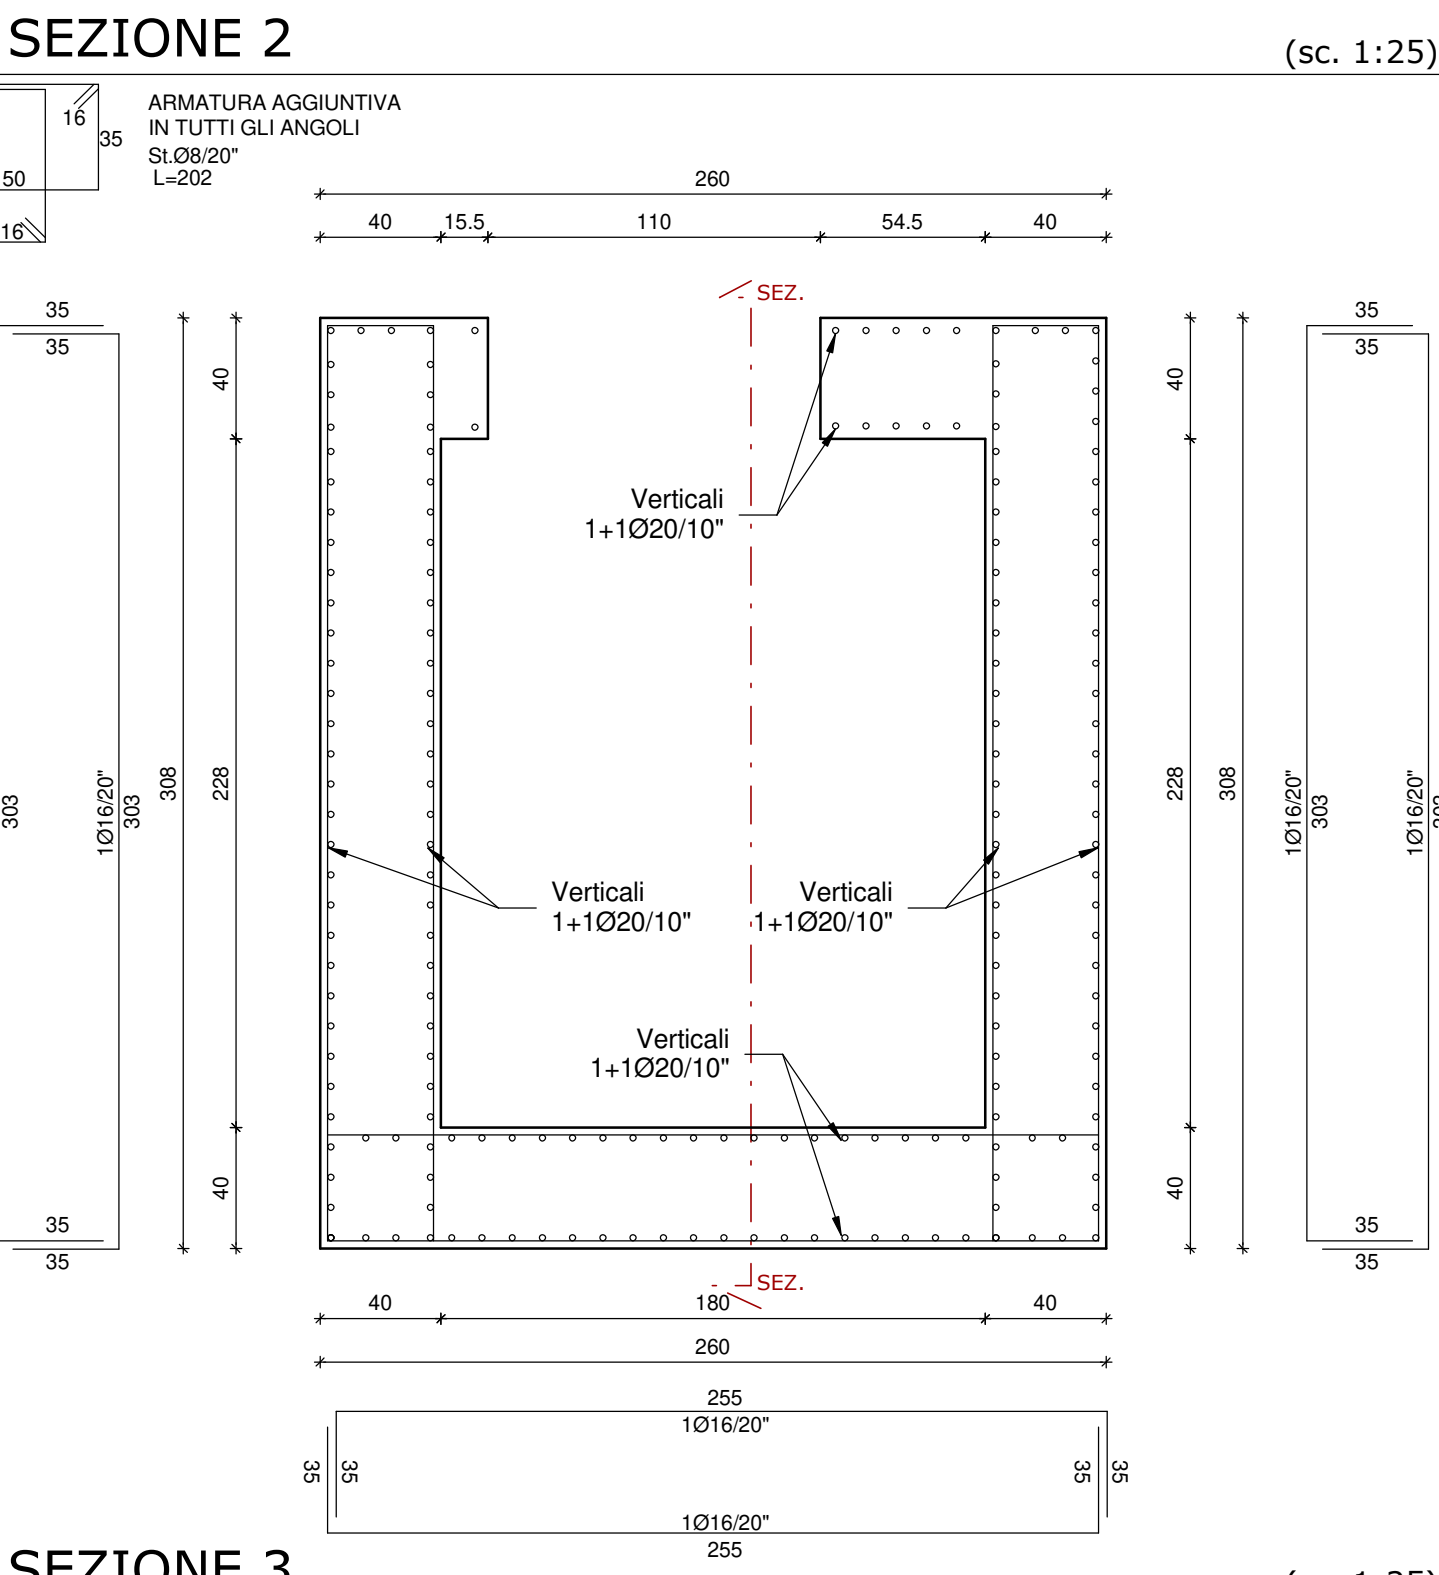 SEZIONE 2
(sc. 1:25)
16
35
50
16
ARMATURA AGGIUNTIVA
IN TUTTI GLI ANGOLI
St.Ø8/20"
L=202
260
40 15.5 110 54.5 40
SEZ.
35
35
35
35
40
40
Verticali
1+1Ø20/10"
303
1Ø16/20"
303
308
228
228
308
1Ø16/20"
303
1Ø16/20"
Verticali
1+1Ø20/10"
Verticali
1+1Ø20/10"
Verticali
1+1Ø20/10"
40
40
35
35
35
35
SEZ.
40 180 40
260
255
1Ø16/20"
35
35
35
35
1Ø16/20"
255
SEZIONE 3